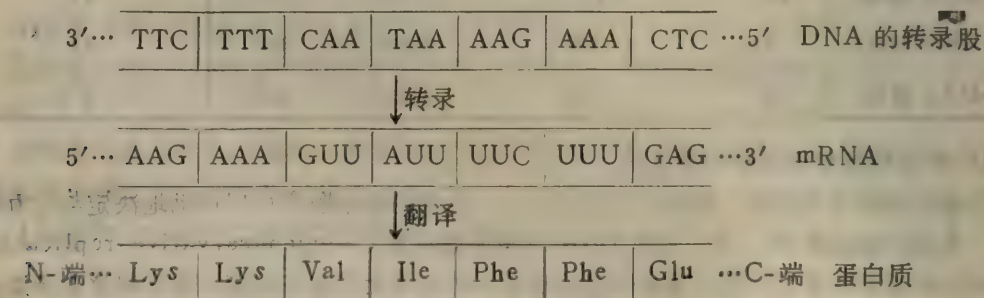 3′… TTC TTT CAA TAA AAG AAA CTC …5′ DNA 的转录股
转录
5′… AAG AAA GUU AUU UUC UUU GAG …3′ mRNA
翻译
N-端… Lys Lys Val Ile Phe Phe Glu …C-端 蛋白质